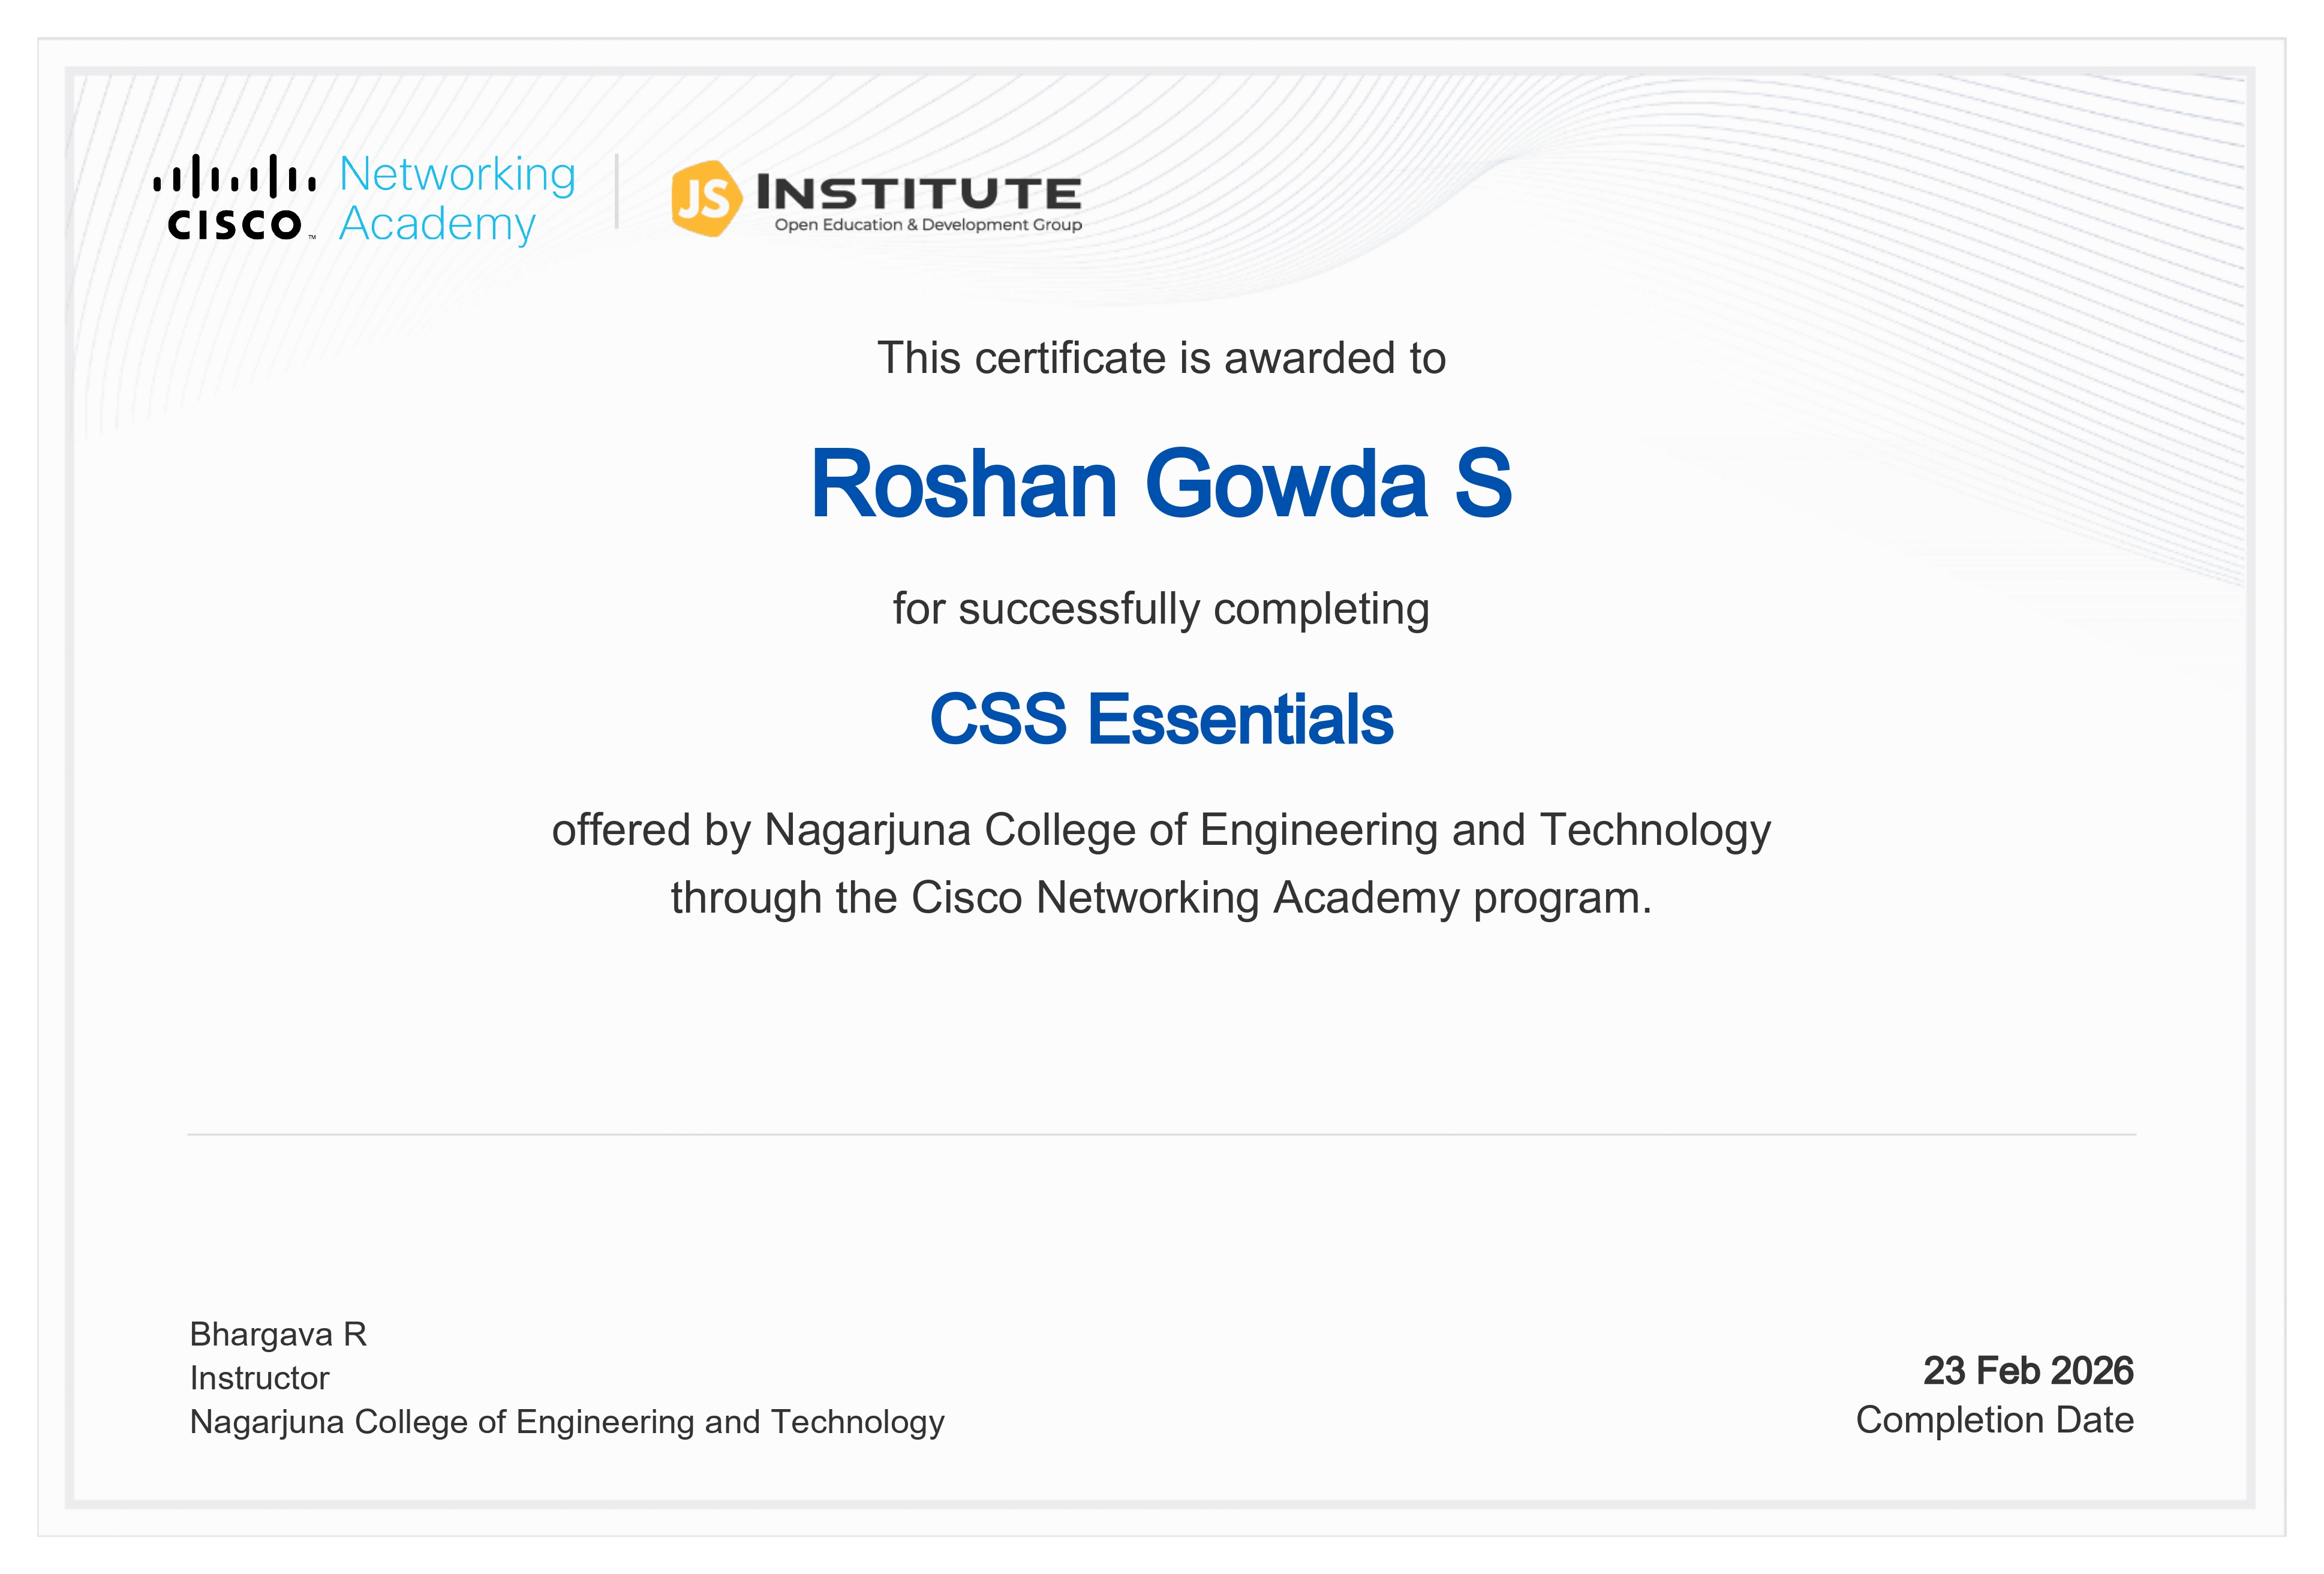 CISCO™ Networking Academy
JS INSTITUTE
Open Education & Development Group
This certificate is awarded to
Roshan Gowda S
for successfully completing
CSS Essentials
offered by Nagarjuna College of Engineering and Technology
through the Cisco Networking Academy program.
Bhargava R
Instructor
Nagarjuna College of Engineering and Technology
23 Feb 2026
Completion Date